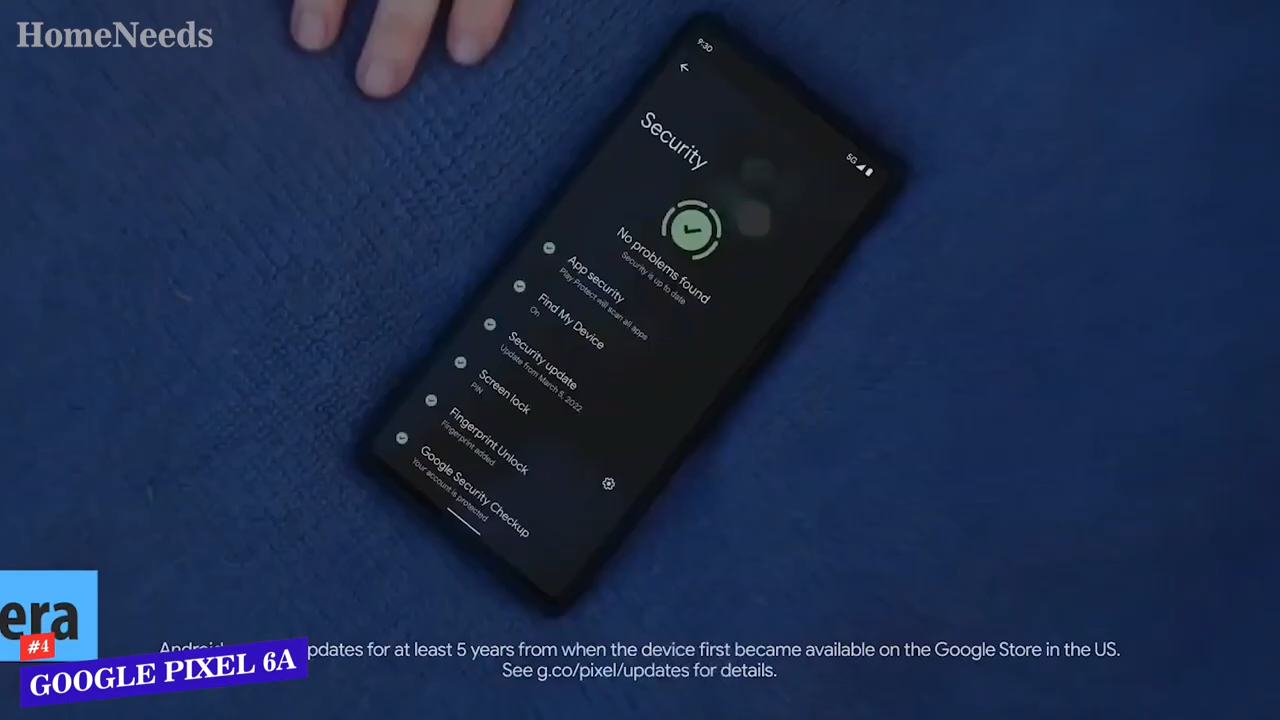 HomeNeeds
9:30
5G
Security
No problems found
Security is up to date
App security
Play Protect will scan all apps
Find My Device
On
Security update
Update from March 5, 2022
Screen lock
PIN
Fingerprint Unlock
Fingerprint added
Google Security Checkup
Your account is protected
era
#4
GOOGLE PIXEL 6A
Android pdates for at least 5 years from when the device first became available on the Google Store in the US.
See g.co/pixel/updates for details.